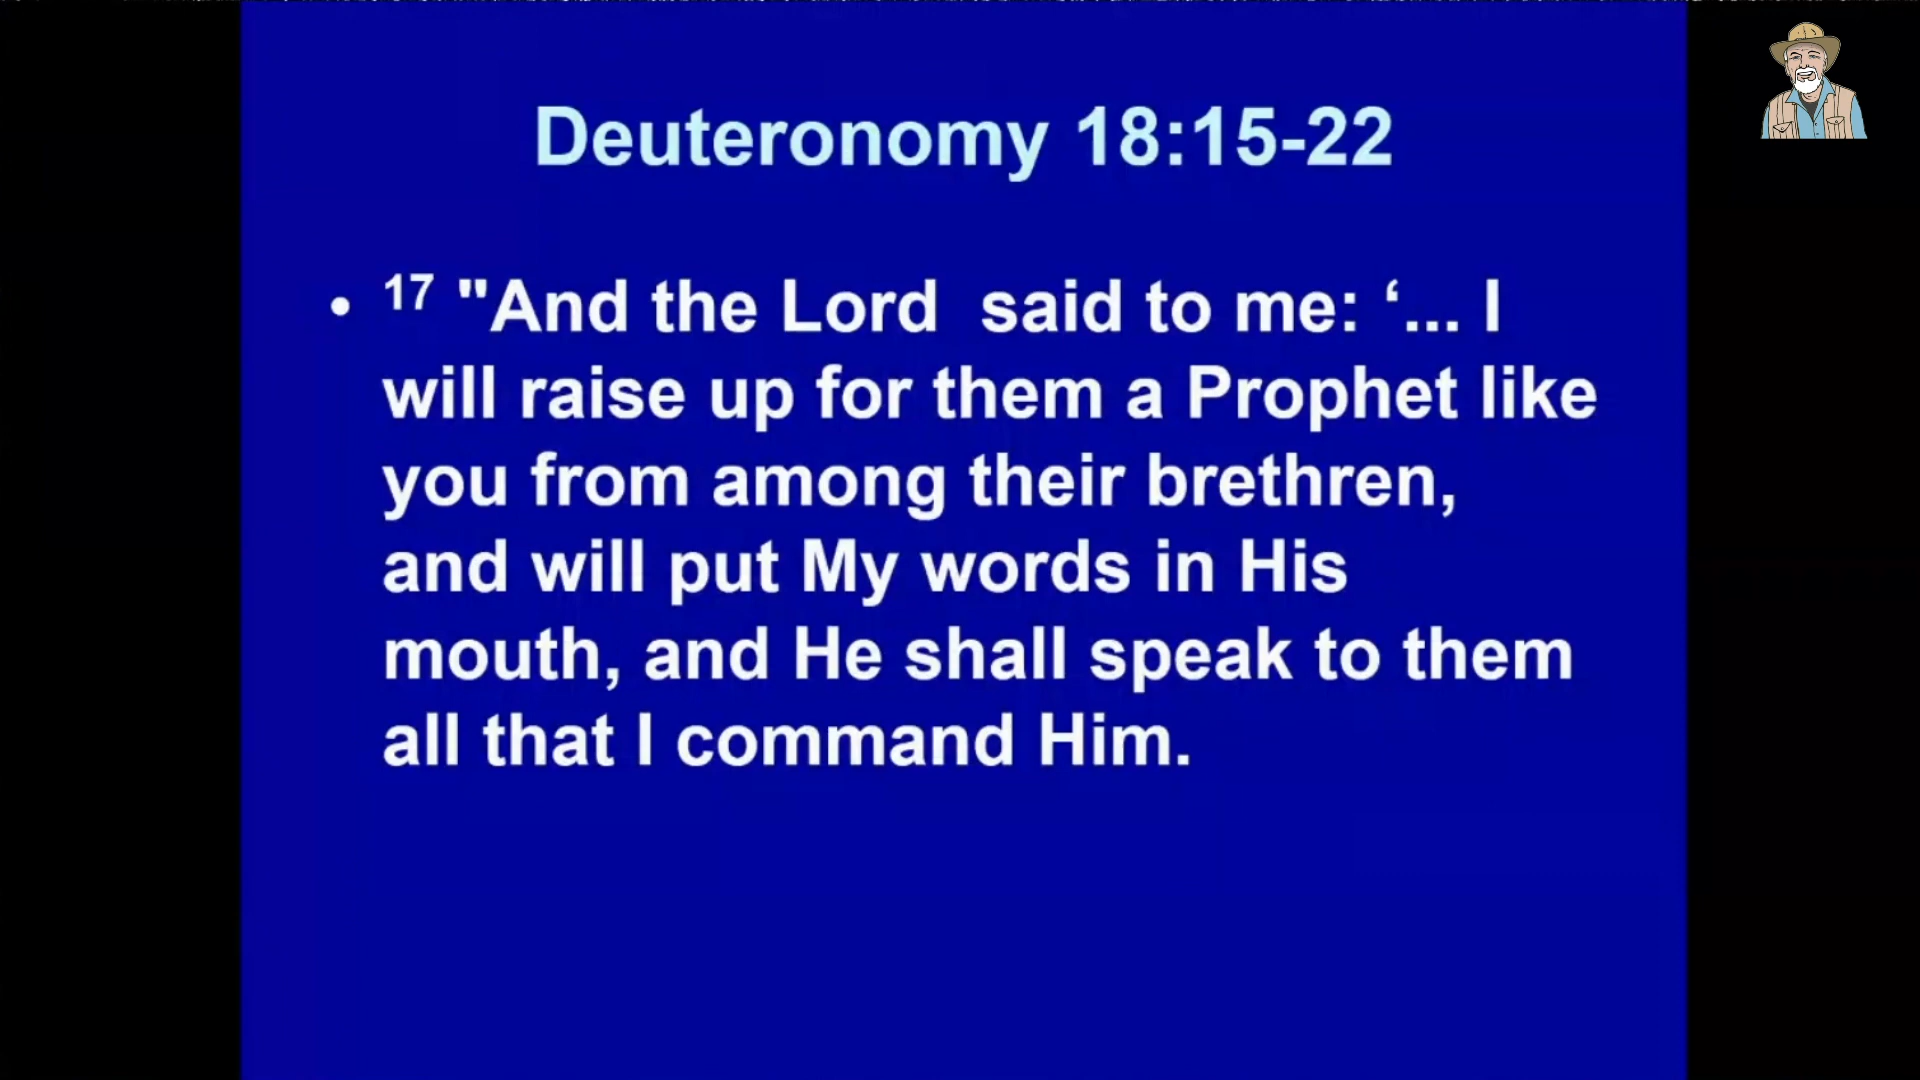 Deuteronomy 18:15-22
• 17 "And the Lord  said to me: ‘... I
will raise up for them a Prophet like
you from among their brethren,
and will put My words in His
mouth, and He shall speak to them
all that I command Him.